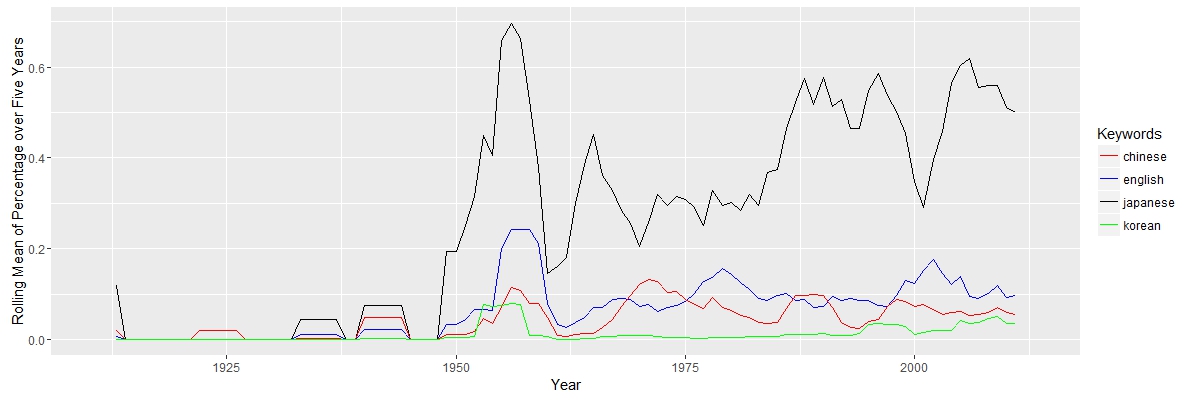 Rolling Mean of Percentage over Five Years
0.6
0.4
0.2
0.0
1925
1950
1975
2000
Year
Keywords
chinese
english
japanese
korean